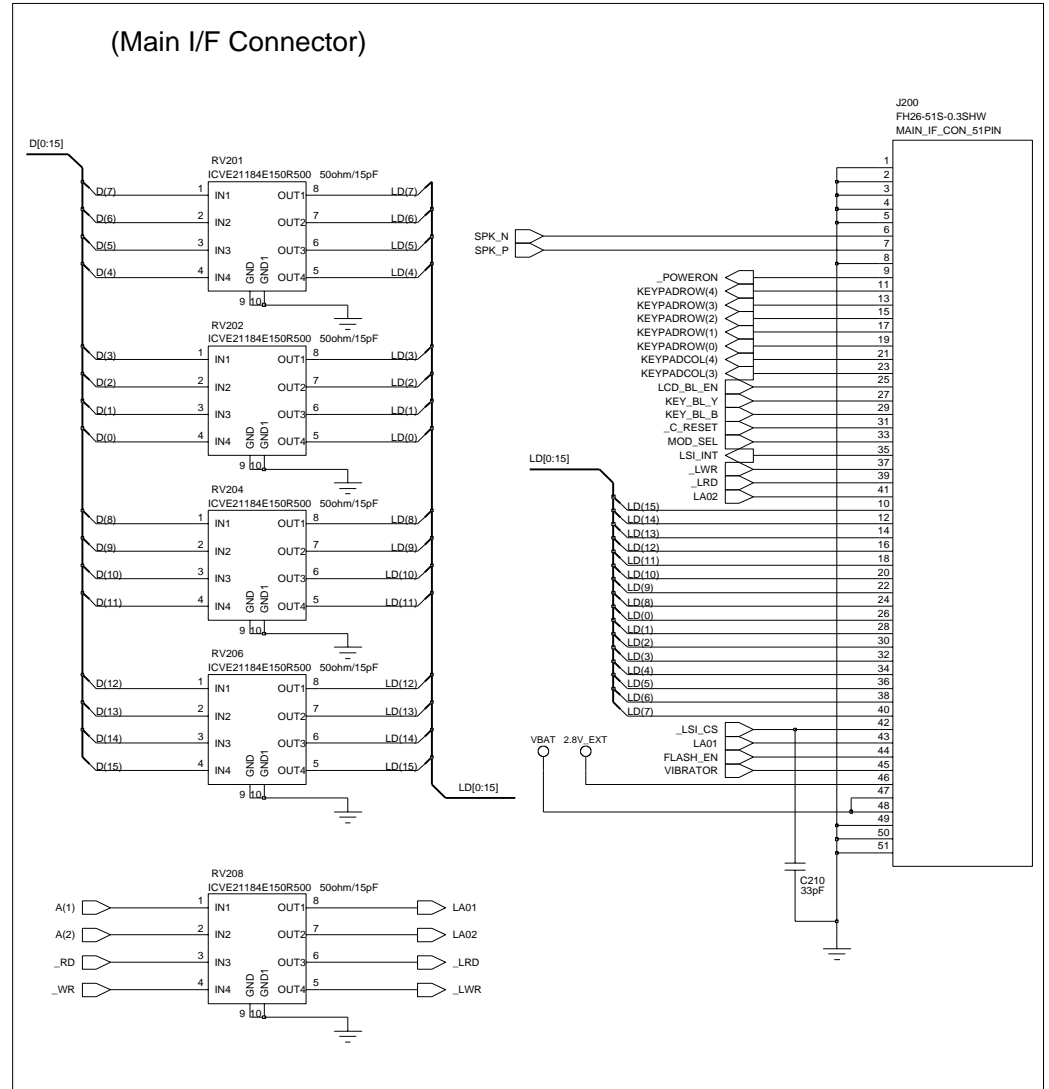 (Main I/F Connector)
J200
FH26-51S-0.3SHW
MAIN_IF_CON_51PIN
D[0:15]
RV201
ICVE21184E150R500 50ohm/15pF
D(7) 1 IN1 OUT1 8 LD(7)
D(6) 2 IN2 OUT2 7 LD(6)
D(5) 3 IN3 OUT3 6 LD(5)
D(4) 4 IN4 OUT4 5 LD(4)
GND GND1
9 10
RV202
ICVE21184E150R500 50ohm/15pF
D(3) 1 IN1 OUT1 8 LD(3)
D(2) 2 IN2 OUT2 7 LD(2)
D(1) 3 IN3 OUT3 6 LD(1)
D(0) 4 IN4 OUT4 5 LD(0)
GND GND1
9 10
RV204
ICVE21184E150R500 50ohm/15pF
D(8) 1 IN1 OUT1 8 LD(8)
D(9) 2 IN2 OUT2 7 LD(9)
D(10) 3 IN3 OUT3 6 LD(10)
D(11) 4 IN4 OUT4 5 LD(11)
GND GND1
9 10
RV206
ICVE21184E150R500 50ohm/15pF
D(12) 1 IN1 OUT1 8 LD(12)
D(13) 2 IN2 OUT2 7 LD(13)
D(14) 3 IN3 OUT3 6 LD(14)
D(15) 4 IN4 OUT4 5 LD(15)
GND GND1
9 10
LD[0:15]
RV208
ICVE21184E150R500 50ohm/15pF
A(1) 1 IN1 OUT1 8 LA01
A(2) 2 IN2 OUT2 7 LA02
_RD 3 IN3 OUT3 6 _LRD
_WR 4 IN4 OUT4 5 _LWR
GND GND1
9 10
1
2
3
4
5
SPK_N 6
SPK_P 7
8
_POWERON 9
KEYPADROW(4) 11
KEYPADROW(3) 13
KEYPADROW(2) 15
KEYPADROW(1) 17
KEYPADROW(0) 19
KEYPADCOL(4) 21
KEYPADCOL(3) 23
LCD_BL_EN 25
KEY_BL_Y 27
KEY_BL_B 29
_C_RESET 31
MOD_SEL 33
LSI_INT 35
_LWR 37
_LRD 39
LA02 41
LD[0:15]
LD(15) 10
LD(14) 12
LD(13) 14
LD(12) 16
LD(11) 18
LD(10) 20
LD(9) 22
LD(8) 24
LD(0) 26
LD(1) 28
LD(2) 30
LD(3) 32
LD(4) 34
LD(5) 36
LD(6) 38
LD(7) 40
_LSI_CS 42
LA01 43
FLASH_EN 44
VIBRATOR 45
VBAT 2.8V_EXT
46
47
48
49
50
51
C210
33pF